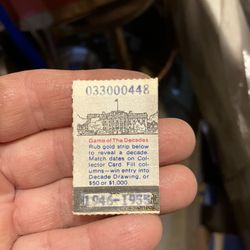 033000448
Game of The Decades
Rub gold strip below
to reveal a decade.
Match dates on Col-
lector Card. Fill col-
umns—win entry into
Decade Drawing, or
$50 or $1,000.
1946-1955